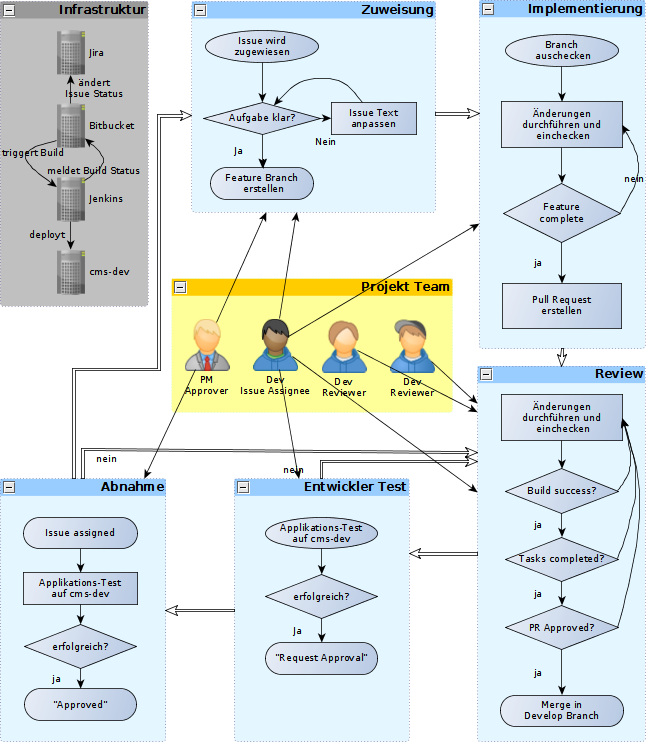 Infrastruktur
Jira
ändert
Issue Status
Bitbucket
triggert Build
meldet Build Status
Jenkins
deployt
cms-dev
Zuweisung
Issue wird
zugewiesen
Aufgabe klar?
Nein
Issue Text
anpassen
Ja
Feature Branch
erstellen
Implementierung
Branch
auschecken
Änderungen
durchführen und
einchecken
nein
Feature
complete
ja
Pull Request
erstellen
Projekt Team
PM
Approver
Dev
Issue Assignee
Dev
Reviewer
Dev
Reviewer
Review
Änderungen
durchführen und
einchecken
Build success?
ja
Tasks completed?
ja
PR Approved?
ja
Merge in
Develop Branch
nein
nein
Abnahme
Issue assigned
Applikations-Test
auf cms-dev
erfolgreich?
ja
"Approved"
Entwickler Test
Applikations-Test
auf cms-dev
erfolgreich?
Ja
"Request Approval"